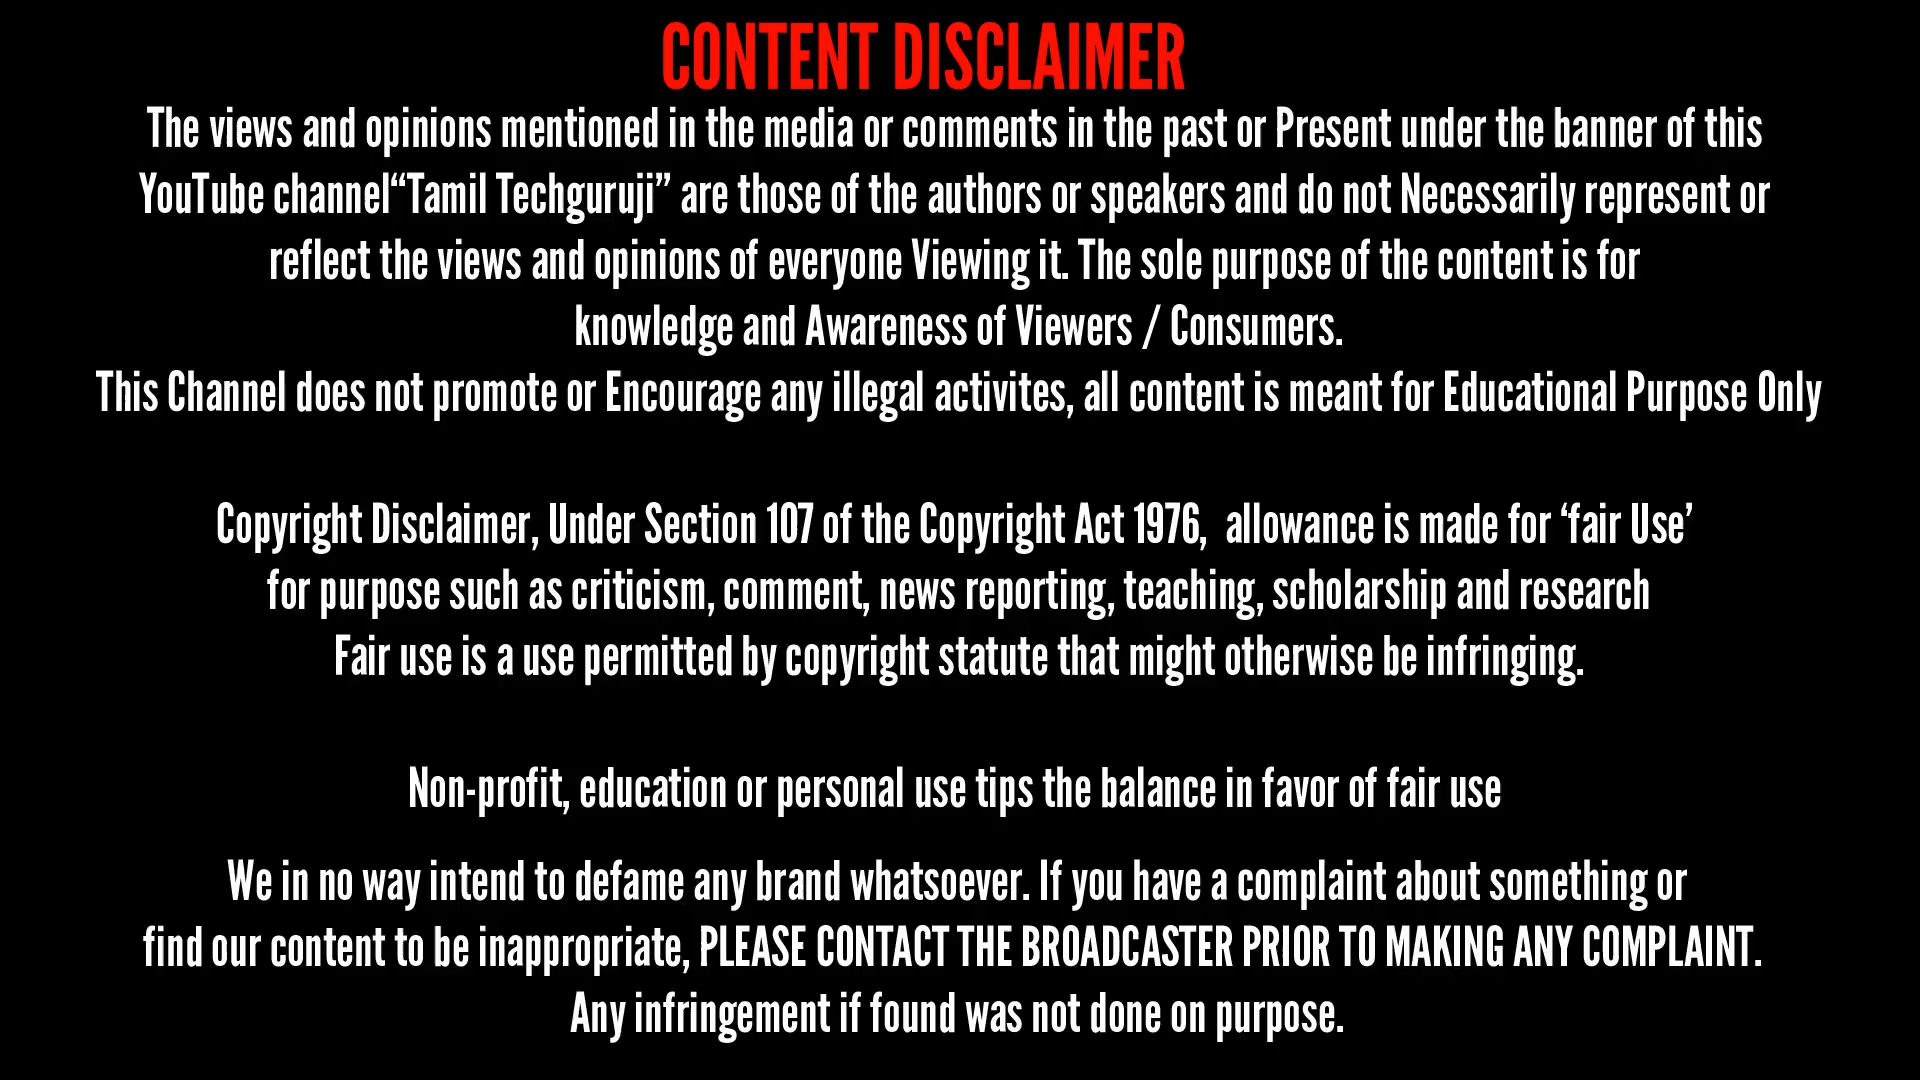 CONTENT DISCLAIMER
The views and opinions mentioned in the media or comments in the past or Present under the banner of this
YouTube channel“Tamil Techguruji” are those of the authors or speakers and do not Necessarily represent or
reflect the views and opinions of everyone Viewing it. The sole purpose of the content is for
knowledge and Awareness of Viewers / Consumers.
This Channel does not promote or Encourage any illegal activites, all content is meant for Educational Purpose Only
Copyright Disclaimer, Under Section 107 of the Copyright Act 1976, allowance is made for ‘fair Use’
for purpose such as criticism, comment, news reporting, teaching, scholarship and research
Fair use is a use permitted by copyright statute that might otherwise be infringing.
Non-profit, education or personal use tips the balance in favor of fair use
We in no way intend to defame any brand whatsoever. If you have a complaint about something or
find our content to be inappropriate, PLEASE CONTACT THE BROADCASTER PRIOR TO MAKING ANY COMPLAINT.
Any infringement if found was not done on purpose.